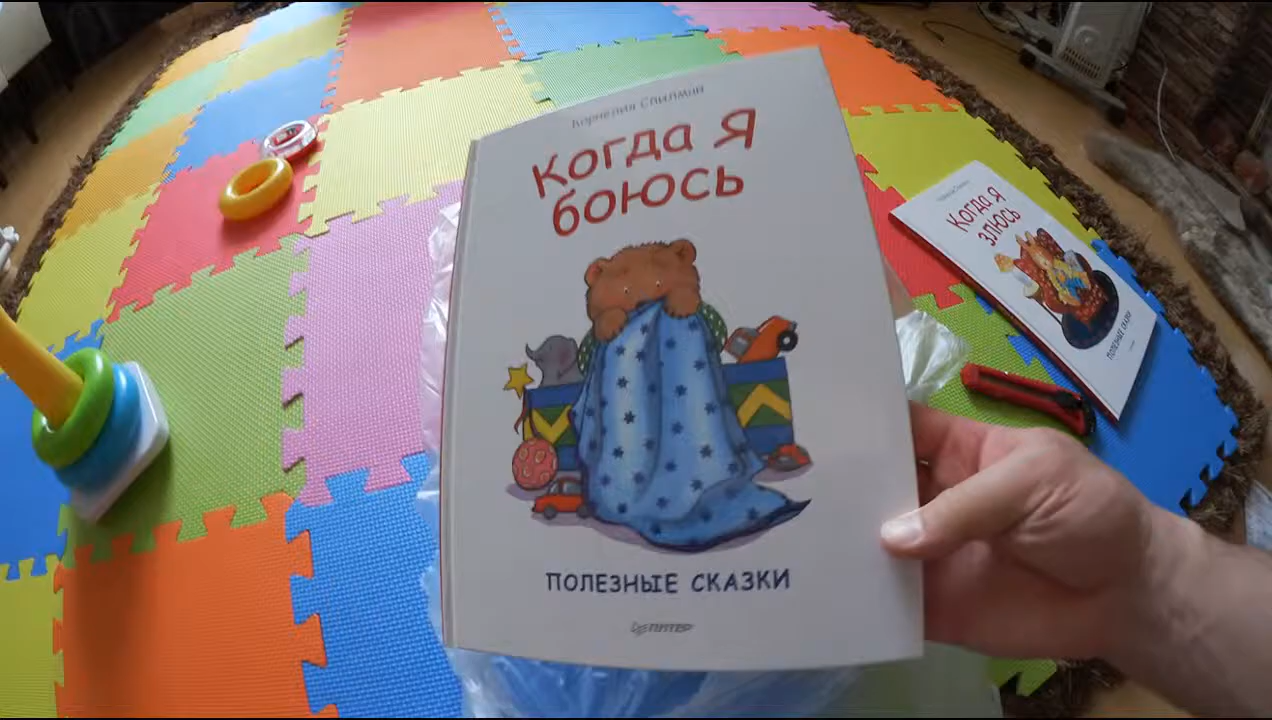 Корнелия Спилман
Когда я
боюсь
ПОЛЕЗНЫЕ СКАЗКИ
ПИТЕР
Когда я
злюсь
ПОЛЕЗНЫЕ СКАЗКИ